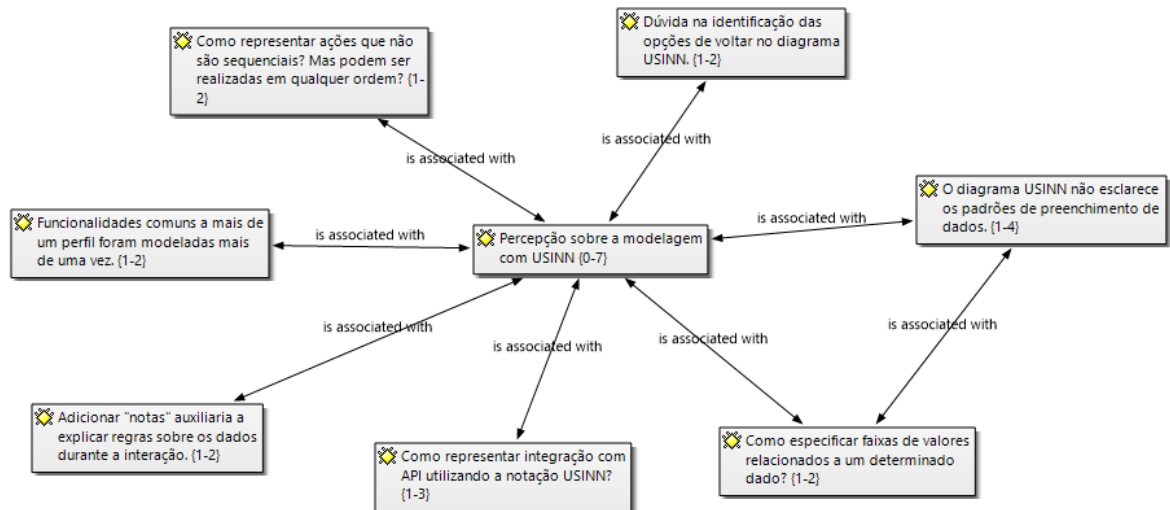 Como representar ações que não
são sequenciais? Mas podem ser
realizadas em qualquer ordem? {1-
2}
Dúvida na identificação das
opções de voltar no diagrama
USINN. {1-2}
is associated with
is associated with
O diagrama USINN não esclarece
os padrões de preenchimento de
dados. {1-4}
is associated with
Funcionalidades comuns a mais de
um perfil foram modeladas mais
de uma vez. {1-2}
is associated with
Percepção sobre a modelagem
com USINN {0-7}
is associated with
is associated with
is associated with
is associated with
Adicionar "notas" auxiliaria a
explicar regras sobre os dados
durante a interação. {1-2}
Como representar integração com
API utilizando a notação USINN?
{1-3}
Como especificar faixas de valores
relacionados a um determinado
dado? {1-2}